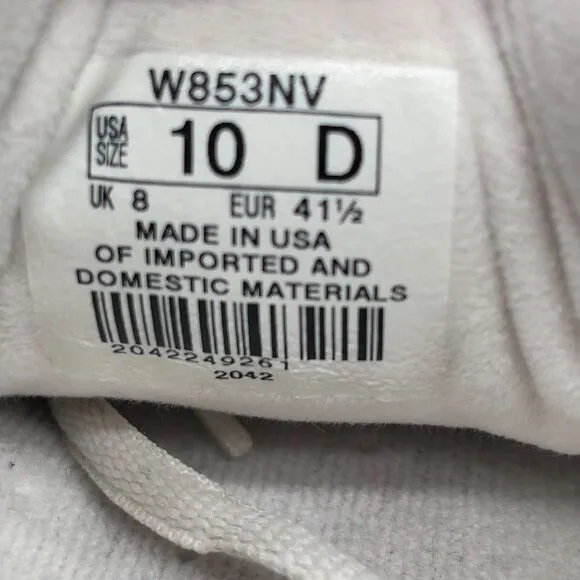 W853NV
USA SIZE 10 D
UK 8 EUR 41½
MADE IN USA
OF IMPORTED AND
DOMESTIC MATERIALS
2042249261
2042